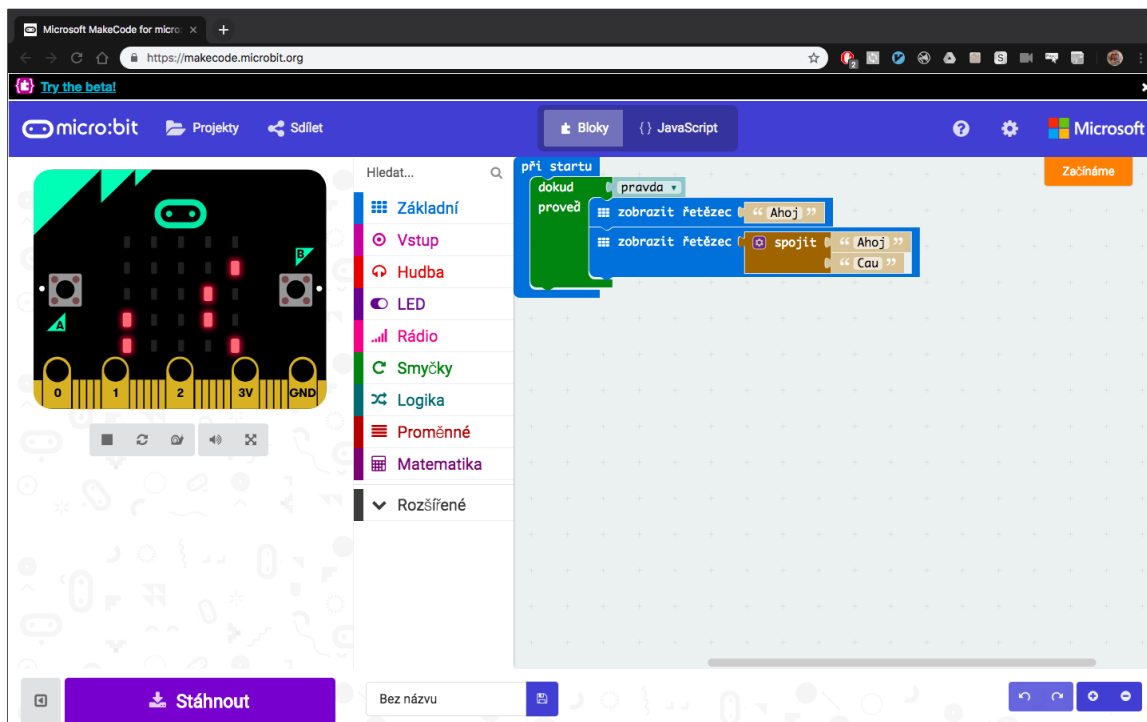 Microsoft MakeCode for micro:
https://makecode.microbit.org
2
Try the beta!
micro:bit Projekty Sdílet Bloky {} JavaScript ? Microsoft
Hledat...
Základní
Vstup
Hudba
LED
Rádio
Smyčky
Logika
Proměnné
Matematika
Rozšířené
při startu
dokud pravda
proveď zobrazit řetězec “ Ahoj ”
zobrazit řetězec spojit “ Ahoj ”
“ Cau ”
Začínáme
B
A
0 1 2 3V GND
Stáhnout
Bez názvu